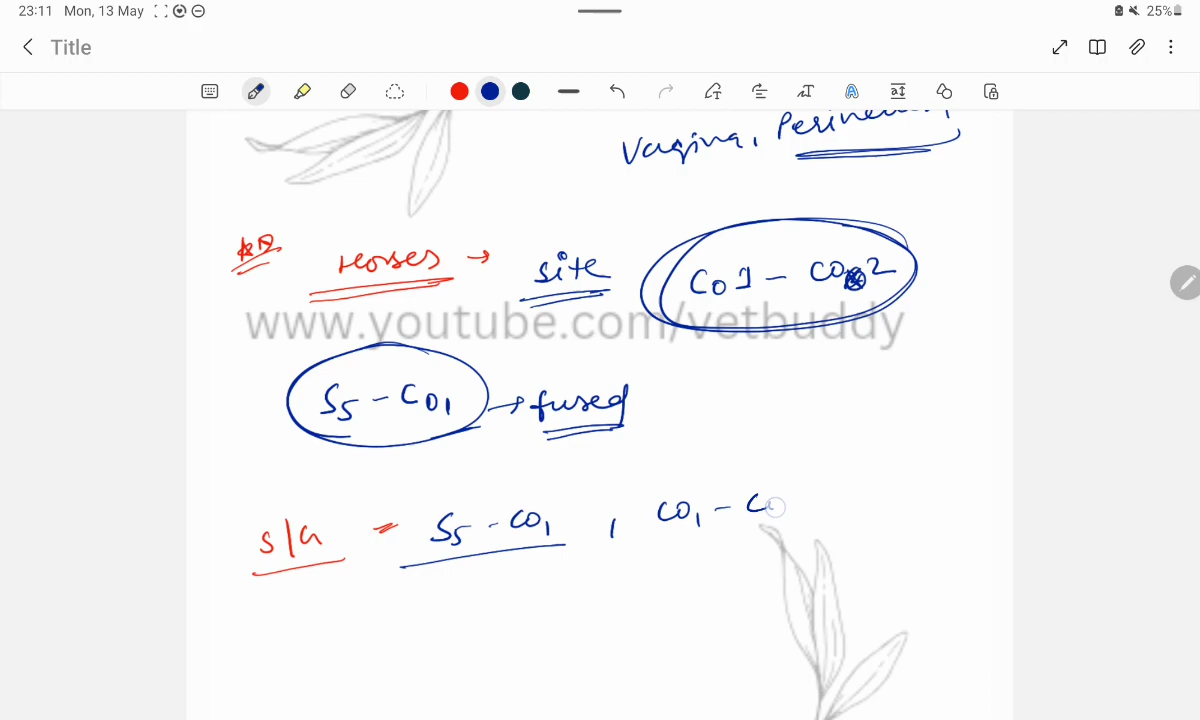 23:11 Mon, 13 May 25%
Title
Vagina, Perineum,
Horses → site Co1 - Co2
www.youtube.com/vetbuddy
S5 - Co1 → fused
S/G = S5 - Co1, Co1 - C